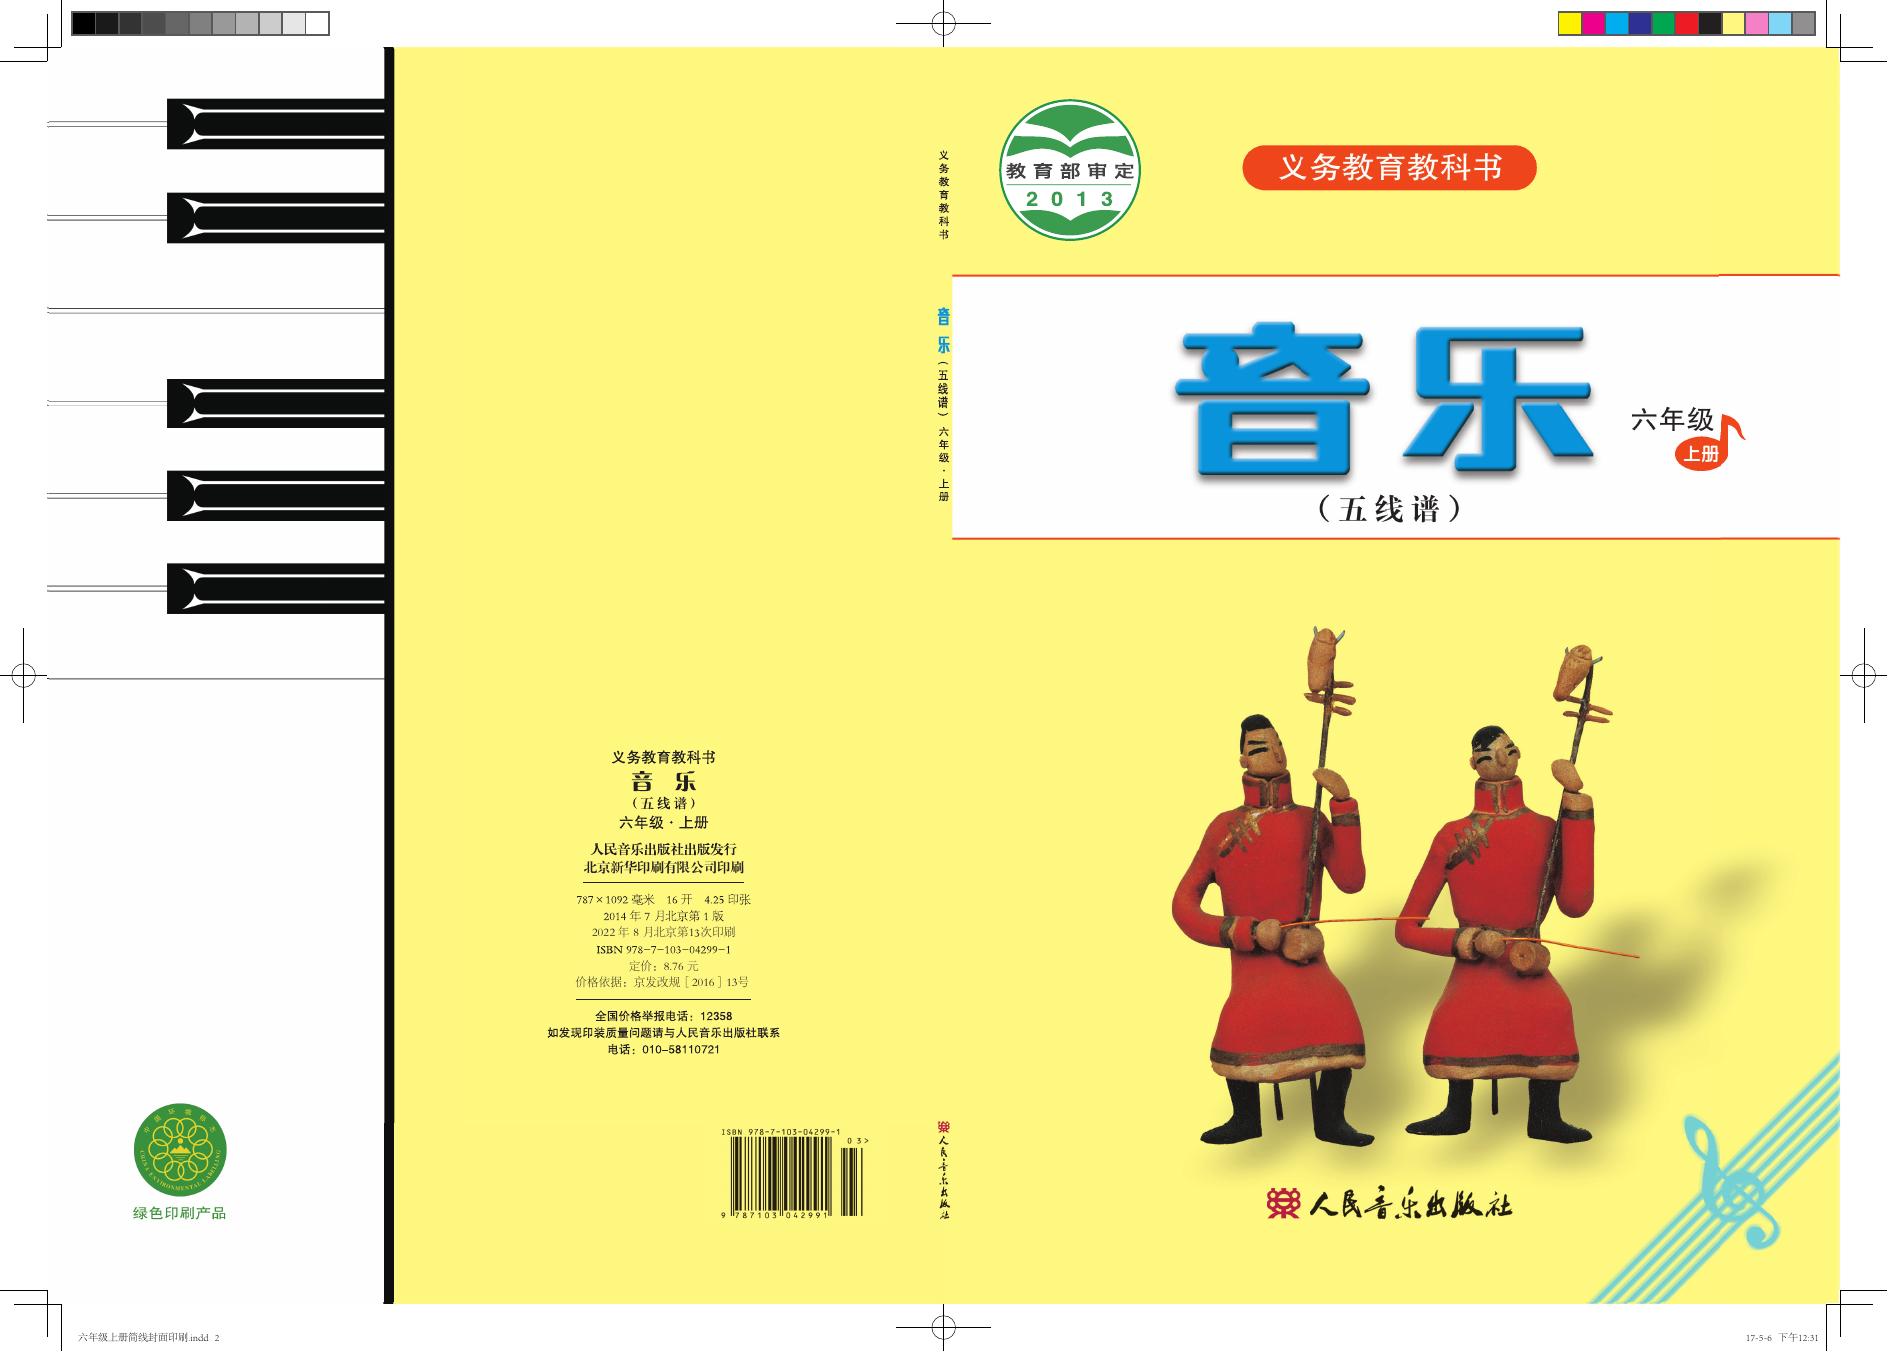 义务教育教科书
音 乐
（五线谱）
六年级·上册
人民音乐出版社出版发行
北京新华印刷有限公司印刷
787×1092 毫米 16 开 4.25 印张
2014 年 7 月北京第 1 版
2022 年 8 月北京第13次印刷
ISBN 978-7-103-04299-1
定价：8.76 元
价格依据：京发改规［2016］13号
全国价格举报电话：12358
如发现印装质量问题请与人民音乐出版社联系
电话：010-58110721
ISBN 978-7-103-04299-1
03>
9 787103 042991
中国环境标志
CHINA ENVIRONMENTAL LABELLING
绿色印刷产品
义务教育教科书
音乐（五线谱）六年级·上册
人民音乐出版社
教育部审定
2013
义务教育教科书
音乐
六年级
上册
（五线谱）
人民音乐出版社
六年级上册简线封面印刷.indd 2
17-5-6 下午12:31